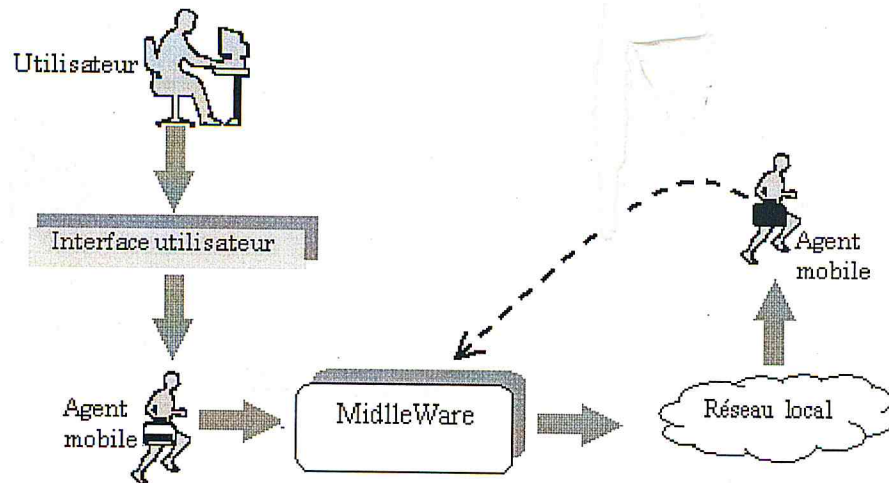 Utilisateur
Interface utilisateur
Agent
mobile
Agent
mobile
MidlleWare
Réseau local